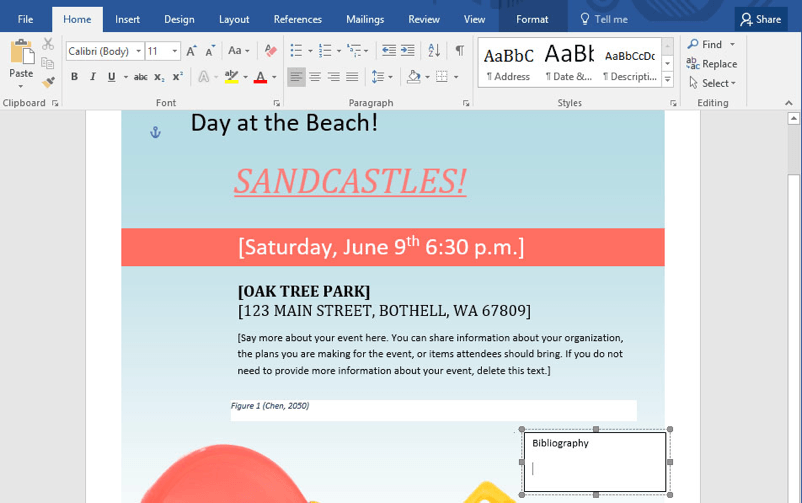 File Home Insert Design Layout References Mailings Review View Format Tell me Share
Paste
Calibri (Body) 11 A A Aa
B I U abc x₂ x² A aby A
AaBbC AaBb AaBbCcDc
¶ Address ¶ Date &... ¶ Descripti...
Find
Replace
Select
Clipboard Font Paragraph Styles Editing
Day at the Beach!
SANDCASTLES!
[Saturday, June 9th 6:30 p.m.]
[OAK TREE PARK]
[123 MAIN STREET, BOTHELL, WA 67809]
[Say more about your event here. You can share information about your organization,
the plans you are making for the event, or items attendees should bring. If you do not
need to provide more information about your event, delete this text.]
Figure 1 (Chen, 2050)
Bibliography